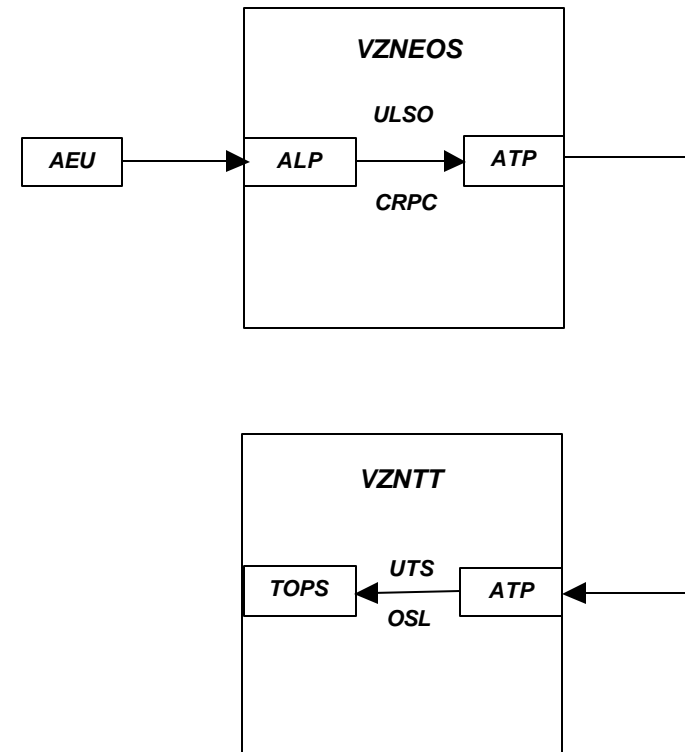 VZNEOS
ULSO
AEU
ALP
ATP
CRPC
VZNTT
UTS
TOPS
ATP
OSL